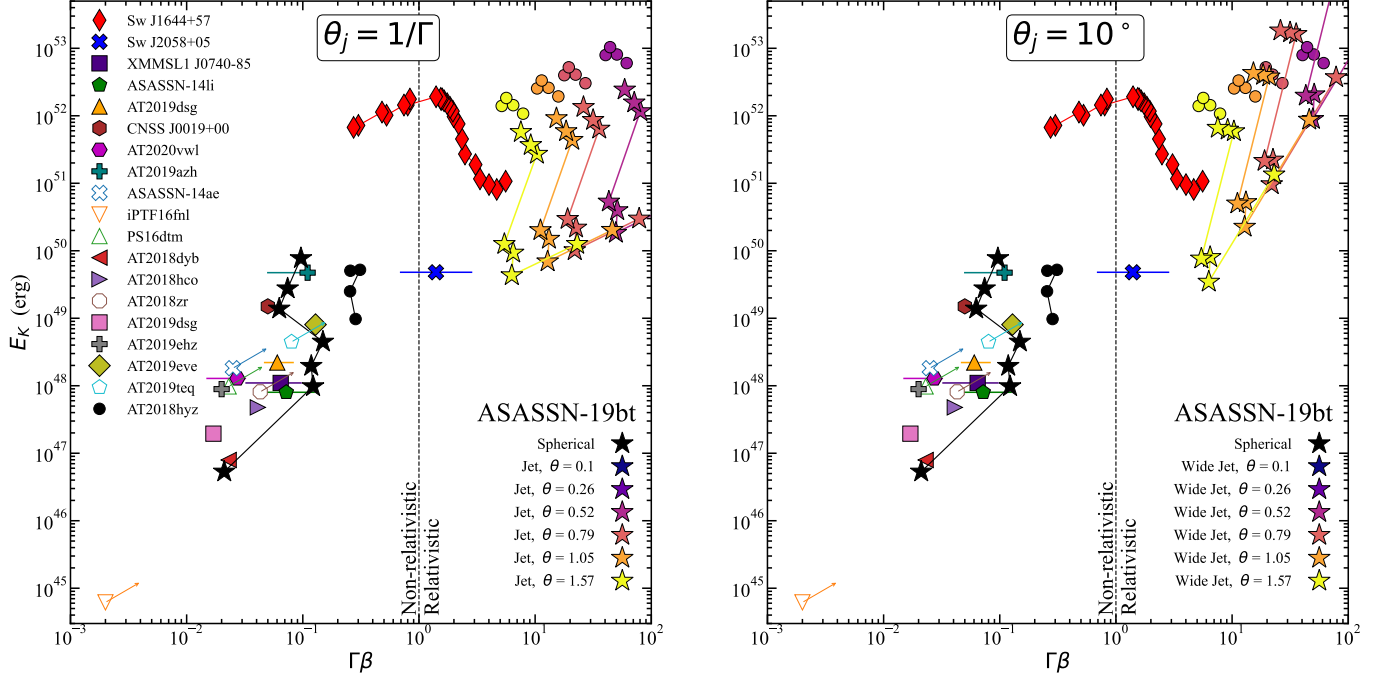 θj = 1/Γ
Sw J1644+57
Sw J2058+05
XMMSL1 J0740-85
ASASSN-14li
AT2019dsg
CNSS J0019+00
AT2020vwl
AT2019azh
ASASSN-14ae
iPTF16fnl
PS16dtm
AT2018dyb
AT2018hco
AT2018zr
AT2019dsg
AT2019ehz
AT2019eve
AT2019teq
AT2018hyz
ASASSN-19bt
Spherical
Jet, θ = 0.1
Jet, θ = 0.26
Jet, θ = 0.52
Jet, θ = 0.79
Jet, θ = 1.05
Jet, θ = 1.57
Non-relativistic
Relativistic
10^53
10^52
10^51
10^50
10^49
10^48
10^47
10^46
10^45
E_K (erg)
10^−3
10^−2
10^−1
10^0
10^1
10^2
Γβ
θj = 10°
ASASSN-19bt
Spherical
Wide Jet, θ = 0.1
Wide Jet, θ = 0.26
Wide Jet, θ = 0.52
Wide Jet, θ = 0.79
Wide Jet, θ = 1.05
Wide Jet, θ = 1.57
Non-relativistic
Relativistic
10^53
10^52
10^51
10^50
10^49
10^48
10^47
10^46
10^45
E_K (erg)
10^−3
10^−2
10^−1
10^0
10^1
10^2
Γβ